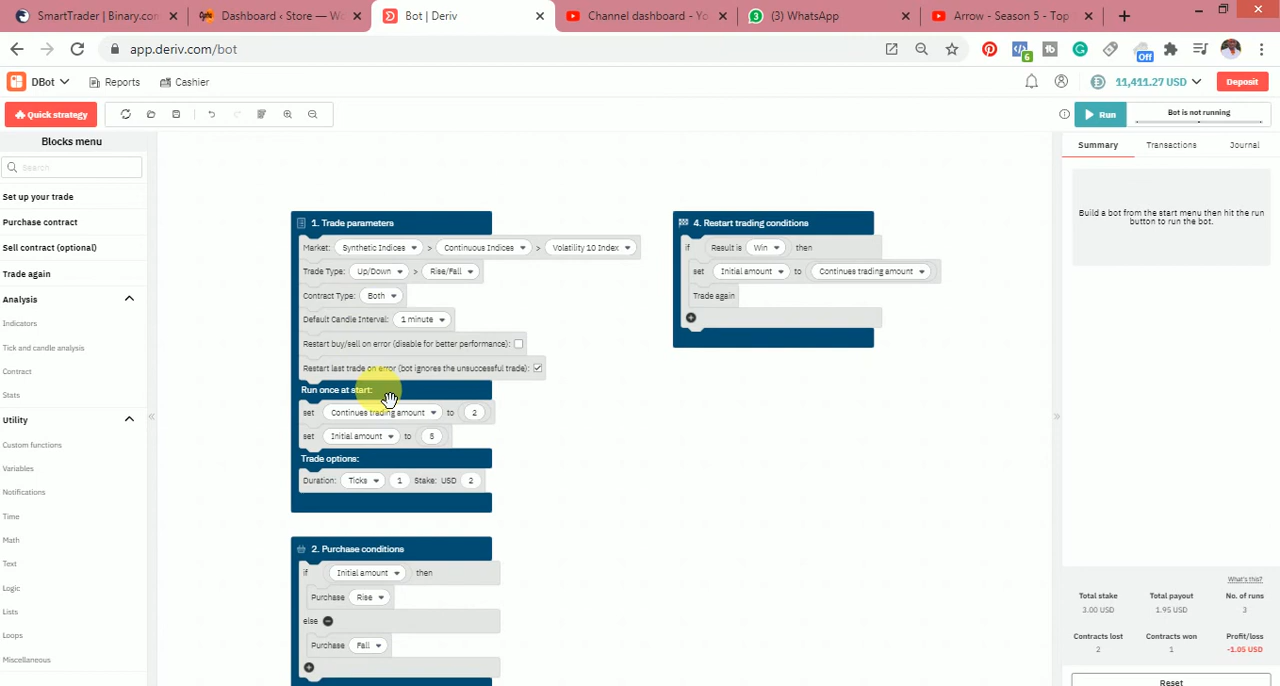 SmartTrader | Binary.com
Dashboard ‹ Store — W
Bot | Deriv
Channel dashboard - Yo
(3) WhatsApp
Arrow - Season 5 - Top
app.deriv.com/bot
6
Off
DBot
Reports
Cashier
11,411.27 USD
Deposit
Quick strategy
Run
Bot is not running
Blocks menu
Search
Set up your trade
Purchase contract
Sell contract (optional)
Trade again
Analysis
Indicators
Tick and candle analysis
Contract
Stats
Utility
Custom functions
Variables
Notifications
Time
Math
Text
Logic
Lists
Loops
Miscellaneous
1. Trade parameters
Market: Synthetic Indices > Continuous Indices > Volatility 10 Index
Trade Type: Up/Down > Rise/Fall
Contract Type: Both
Default Candle Interval: 1 minute
Restart buy/sell on error (disable for better performance):
Restart last trade on error (bot ignores the unsuccessful trade):
Run once at start:
set Continues trading amount to 2
set Initial amount to 5
Trade options:
Duration: Ticks 1 Stake: USD 2
2. Purchase conditions
if Initial amount then
Purchase Rise
else
Purchase Fall
4. Restart trading conditions
if Result is Win then
set Initial amount to Continues trading amount
Trade again
Summary
Transactions
Journal
Build a bot from the start menu then hit the run
button to run the bot.
What's this?
Total stake
Total payout
No. of runs
3.00 USD
1.95 USD
3
Contracts lost
Contracts won
Profit/loss
2
1
-1.05 USD
Reset